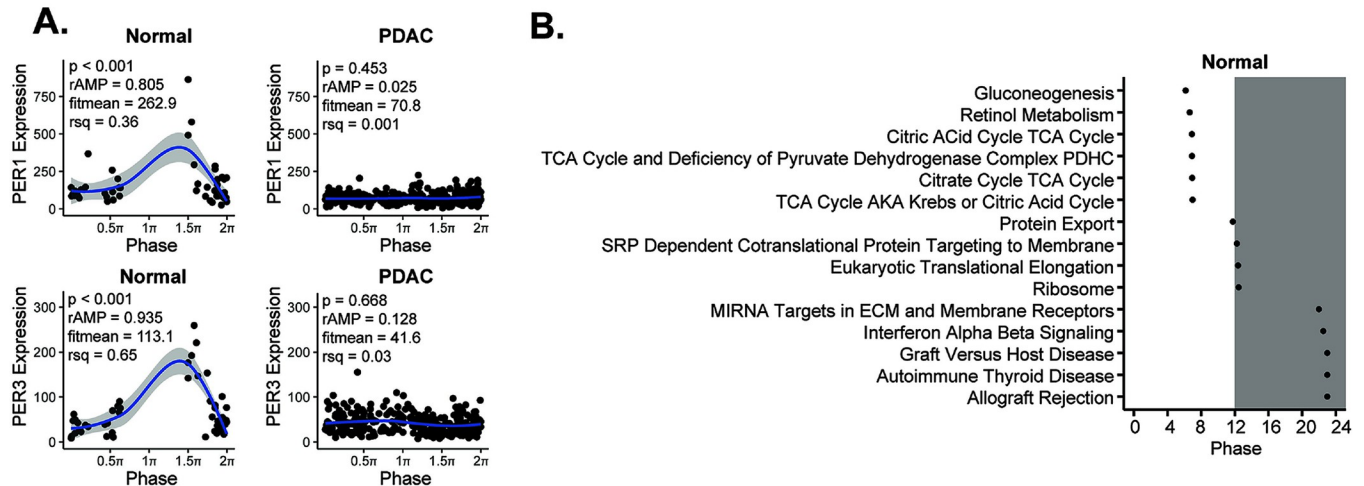 A.
Normal
PER1 Expression
750
500
250
0
p < 0.001
rAMP = 0.805
fitmean = 262.9
rsq = 0.36
0.5π 1π 1.5π 2π
Phase
PDAC
PER1 Expression
750
500
250
0
p = 0.453
rAMP = 0.025
fitmean = 70.8
rsq = 0.001
0.5π 1π 1.5π 2π
Phase
Normal
PER3 Expression
300
200
100
0
p < 0.001
rAMP = 0.935
fitmean = 113.1
rsq = 0.65
0.5π 1π 1.5π 2π
Phase
PDAC
PER3 Expression
300
200
100
0
p = 0.668
rAMP = 0.128
fitmean = 41.6
rsq = 0.03
0.5π 1π 1.5π 2π
Phase
B.
Normal
Gluconeogenesis
Retinol Metabolism
Citric ACid Cycle TCA Cycle
TCA Cycle and Deficiency of Pyruvate Dehydrogenase Complex PDHC
Citrate Cycle TCA Cycle
TCA Cycle AKA Krebs or Citric Acid Cycle
Protein Export
SRP Dependent Cotranslational Protein Targeting to Membrane
Eukaryotic Translational Elongation
Ribosome
MIRNA Targets in ECM and Membrane Receptors
Interferon Alpha Beta Signaling
Graft Versus Host Disease
Autoimmune Thyroid Disease
Allograft Rejection
0 4 8 12 16 20 24
Phase